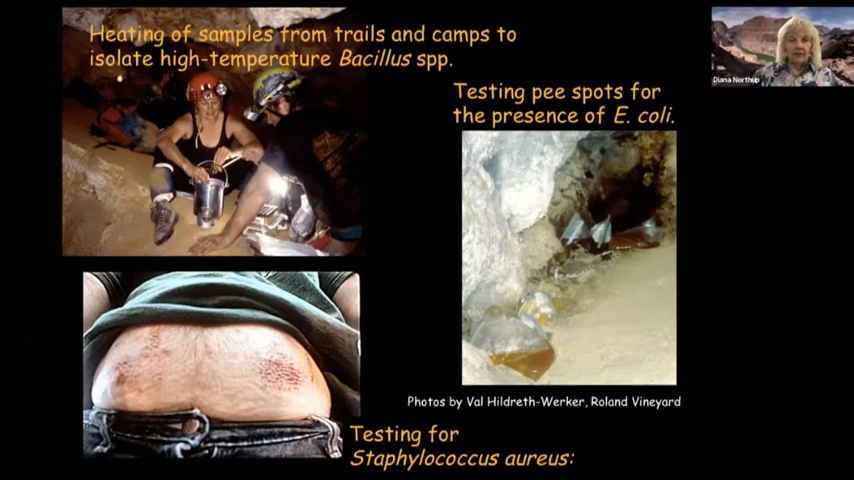 Heating of samples from trails and camps to
isolate high-temperature Bacillus spp.
Diana Northup
Testing pee spots for
the presence of E. coli.
Photos by Val Hildreth-Werker, Roland Vineyard
Testing for
Staphylococcus aureus: